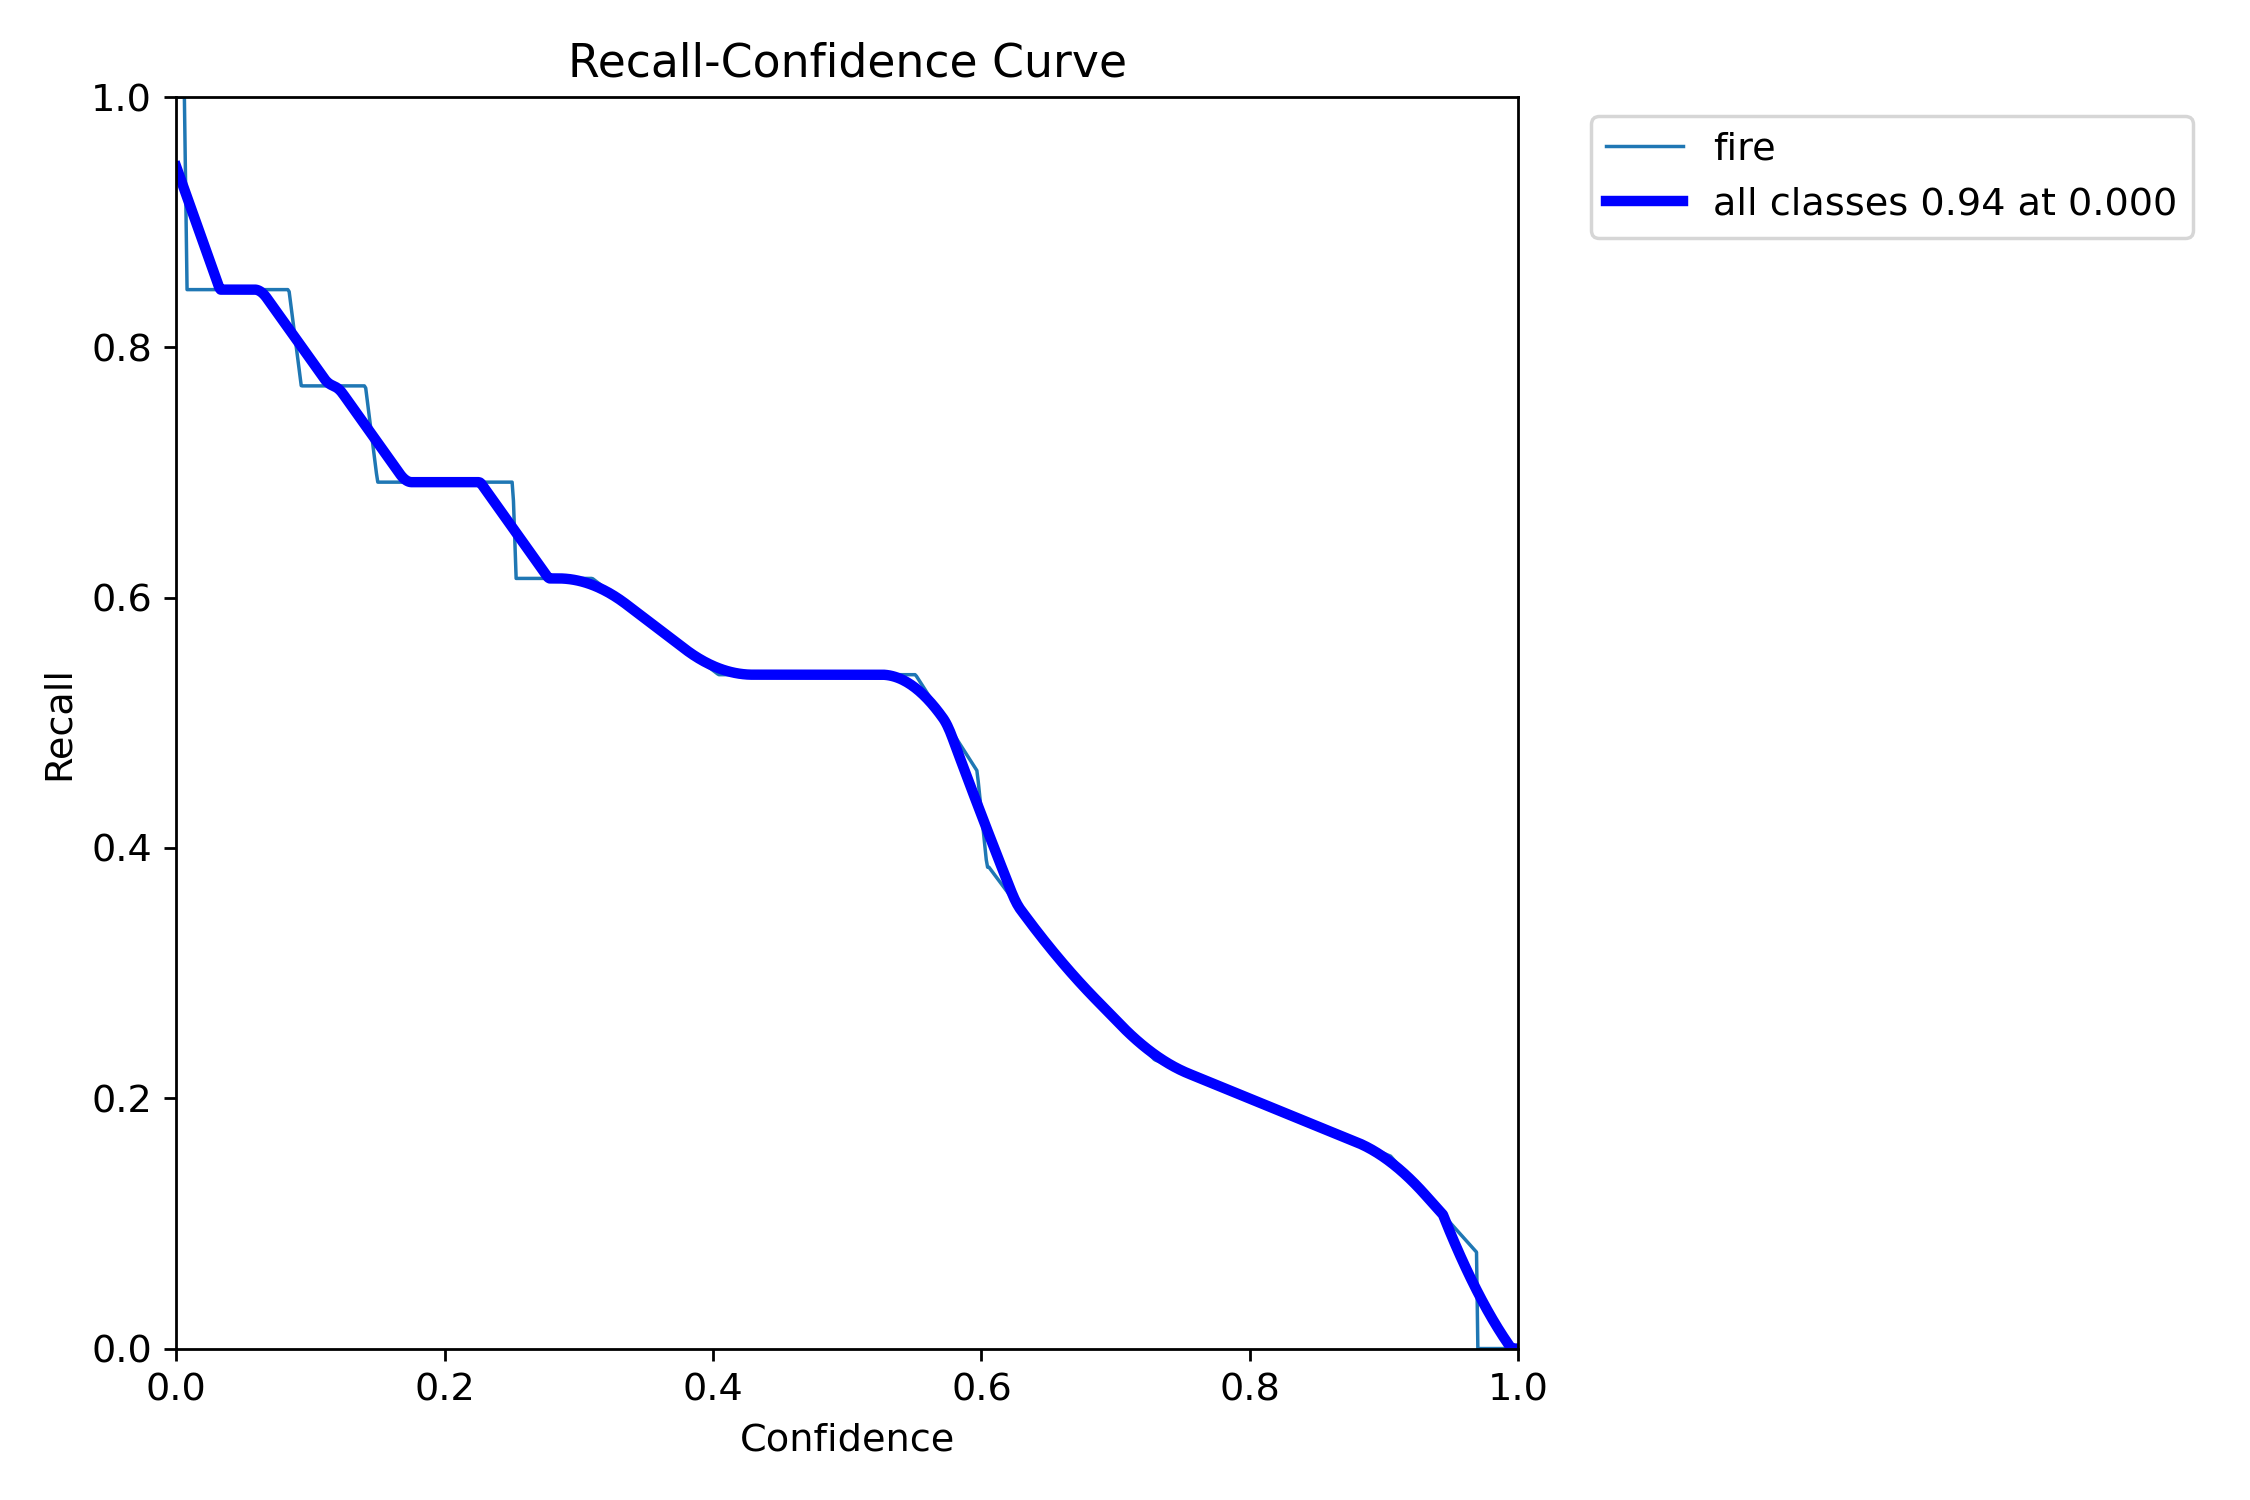 Recall-Confidence Curve
1.0
0.8
0.6
0.4
0.2
0.0
Recall
0.0 0.2 0.4 0.6 0.8 1.0
Confidence
fire
all classes 0.94 at 0.000